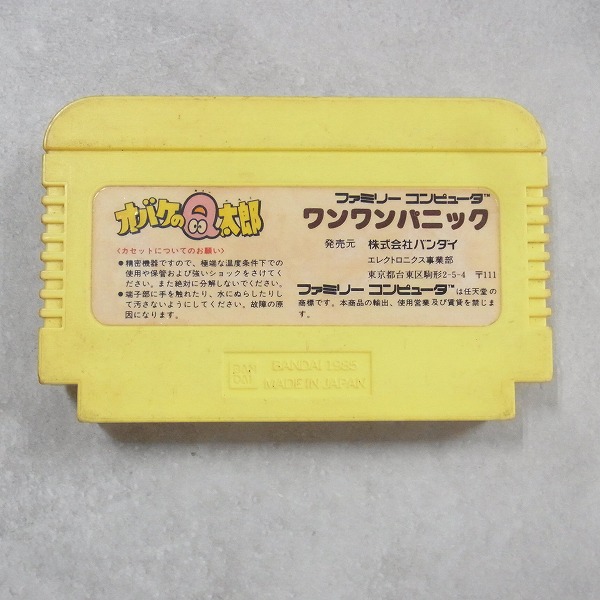 オバケのQ太郎
〈カセットについてのお願い〉
●精密機器ですので、極端な温度条件下での
使用や保管および強いショックをさけてくだ
さい。また絶対に分解しないでください。
●端子部に手を触れたり、水にぬらしたりし
て汚さないようにしてください。故障の原
因になります。
ファミリー コンピュータ™
ワンワンパニック
発売元 株式会社バンダイ
エレクトロニクス事業部
東京都台東区駒形2-5-4 〒111
ファミリー コンピュータ™は任天堂の
商標です。本商品の輸出、使用営業及び賃貸を禁じま
す。
BAN
DAI
BANDAI 1985
MADE IN JAPAN